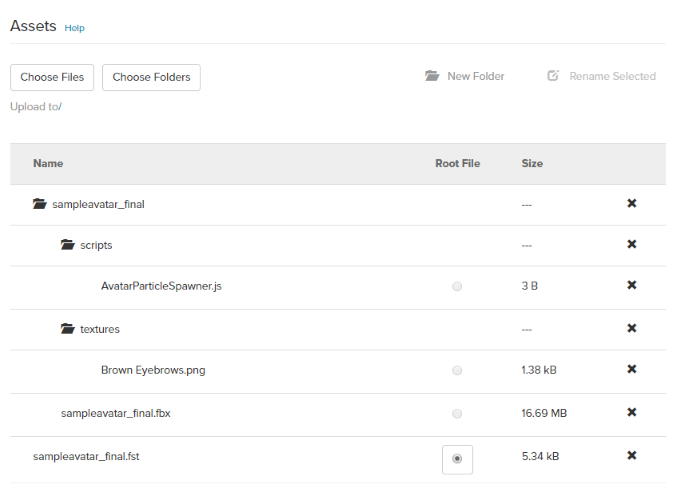 Assets Help
Choose Files Choose Folders New Folder Rename Selected
Upload to/
Name Root File Size
sampleavatar_final ---
scripts ---
AvatarParticleSpawner.js 3 B
textures ---
Brown Eyebrows.png 1.38 kB
sampleavatar_final.fbx 16.69 MB
sampleavatar_final.fst 5.34 kB